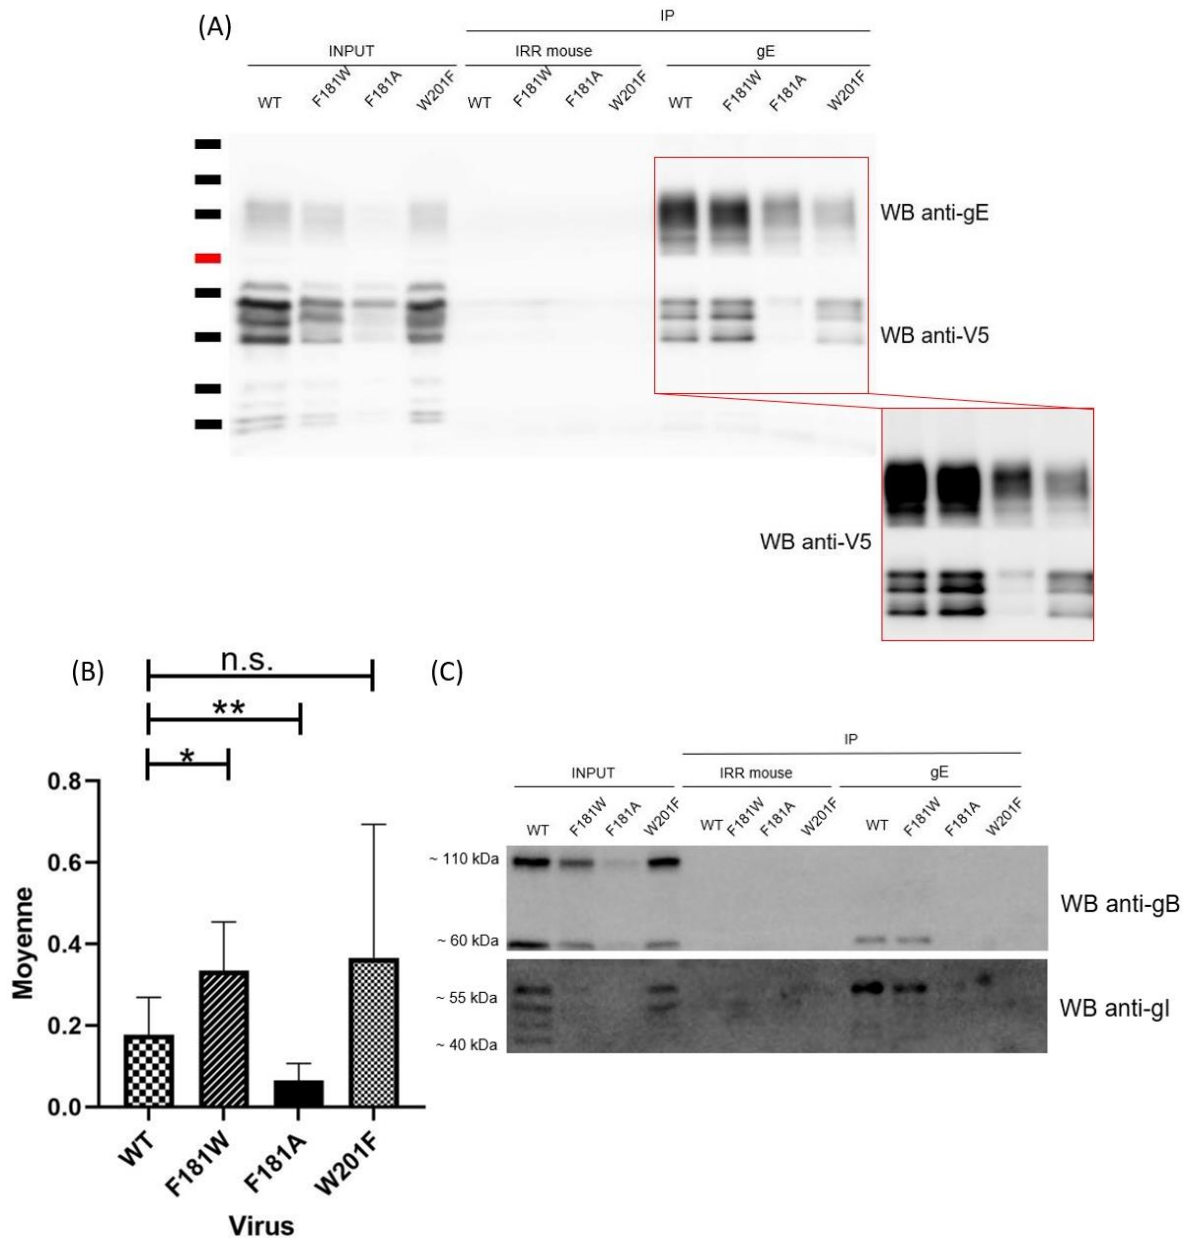 (A)
IP
INPUT
IRR mouse
gE
WT F181W F181A W201F WT F181W F181A W201F WT F181W F181A W201F
WB anti-gE
WB anti-V5
WB anti-V5
(B)
n.s.
**
*
0.8
0.6
0.4
0.2
0.0
Moyenne
WT F181W F181A W201F
Virus
(C)
IP
INPUT
IRR mouse
gE
WT F181W F181A W201F WT F181W F181A W201F WT F181W F181A W201F
~ 110 kDa
~ 60 kDa
WB anti-gB
~ 55 kDa
~ 40 kDa
WB anti-gI